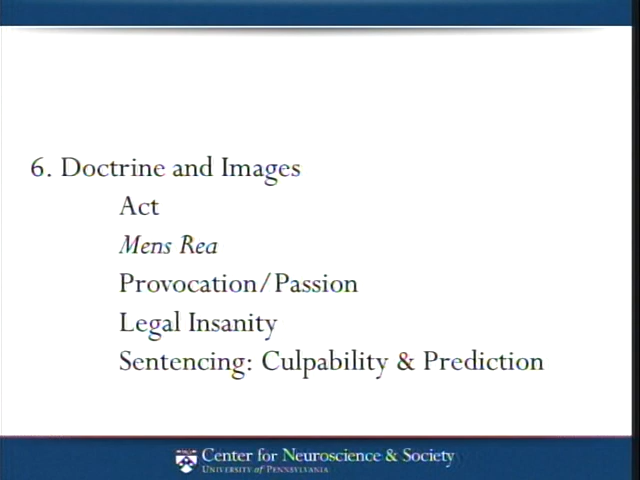 6. Doctrine and Images
Act
Mens Rea
Provocation/Passion
Legal Insanity
Sentencing: Culpability & Prediction
Center for Neuroscience & Society
University of Pennsylvania